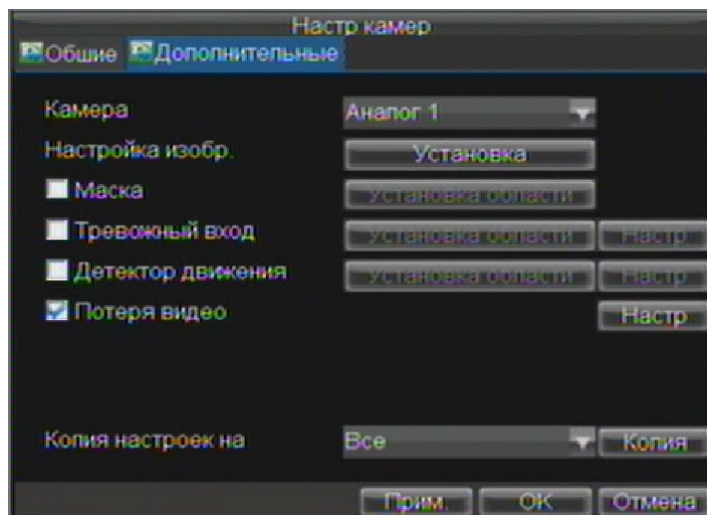 Настр камер
Обшие Дополнительные
Камера Аналог 1
Настройка изобр. Установка
Маска Установка области
Тревожный вход Установка области Настр
Детектор движения Установка области Настр
Потеря видео Настр
Копия настроек на Все Копия
Прим. OK Отмена